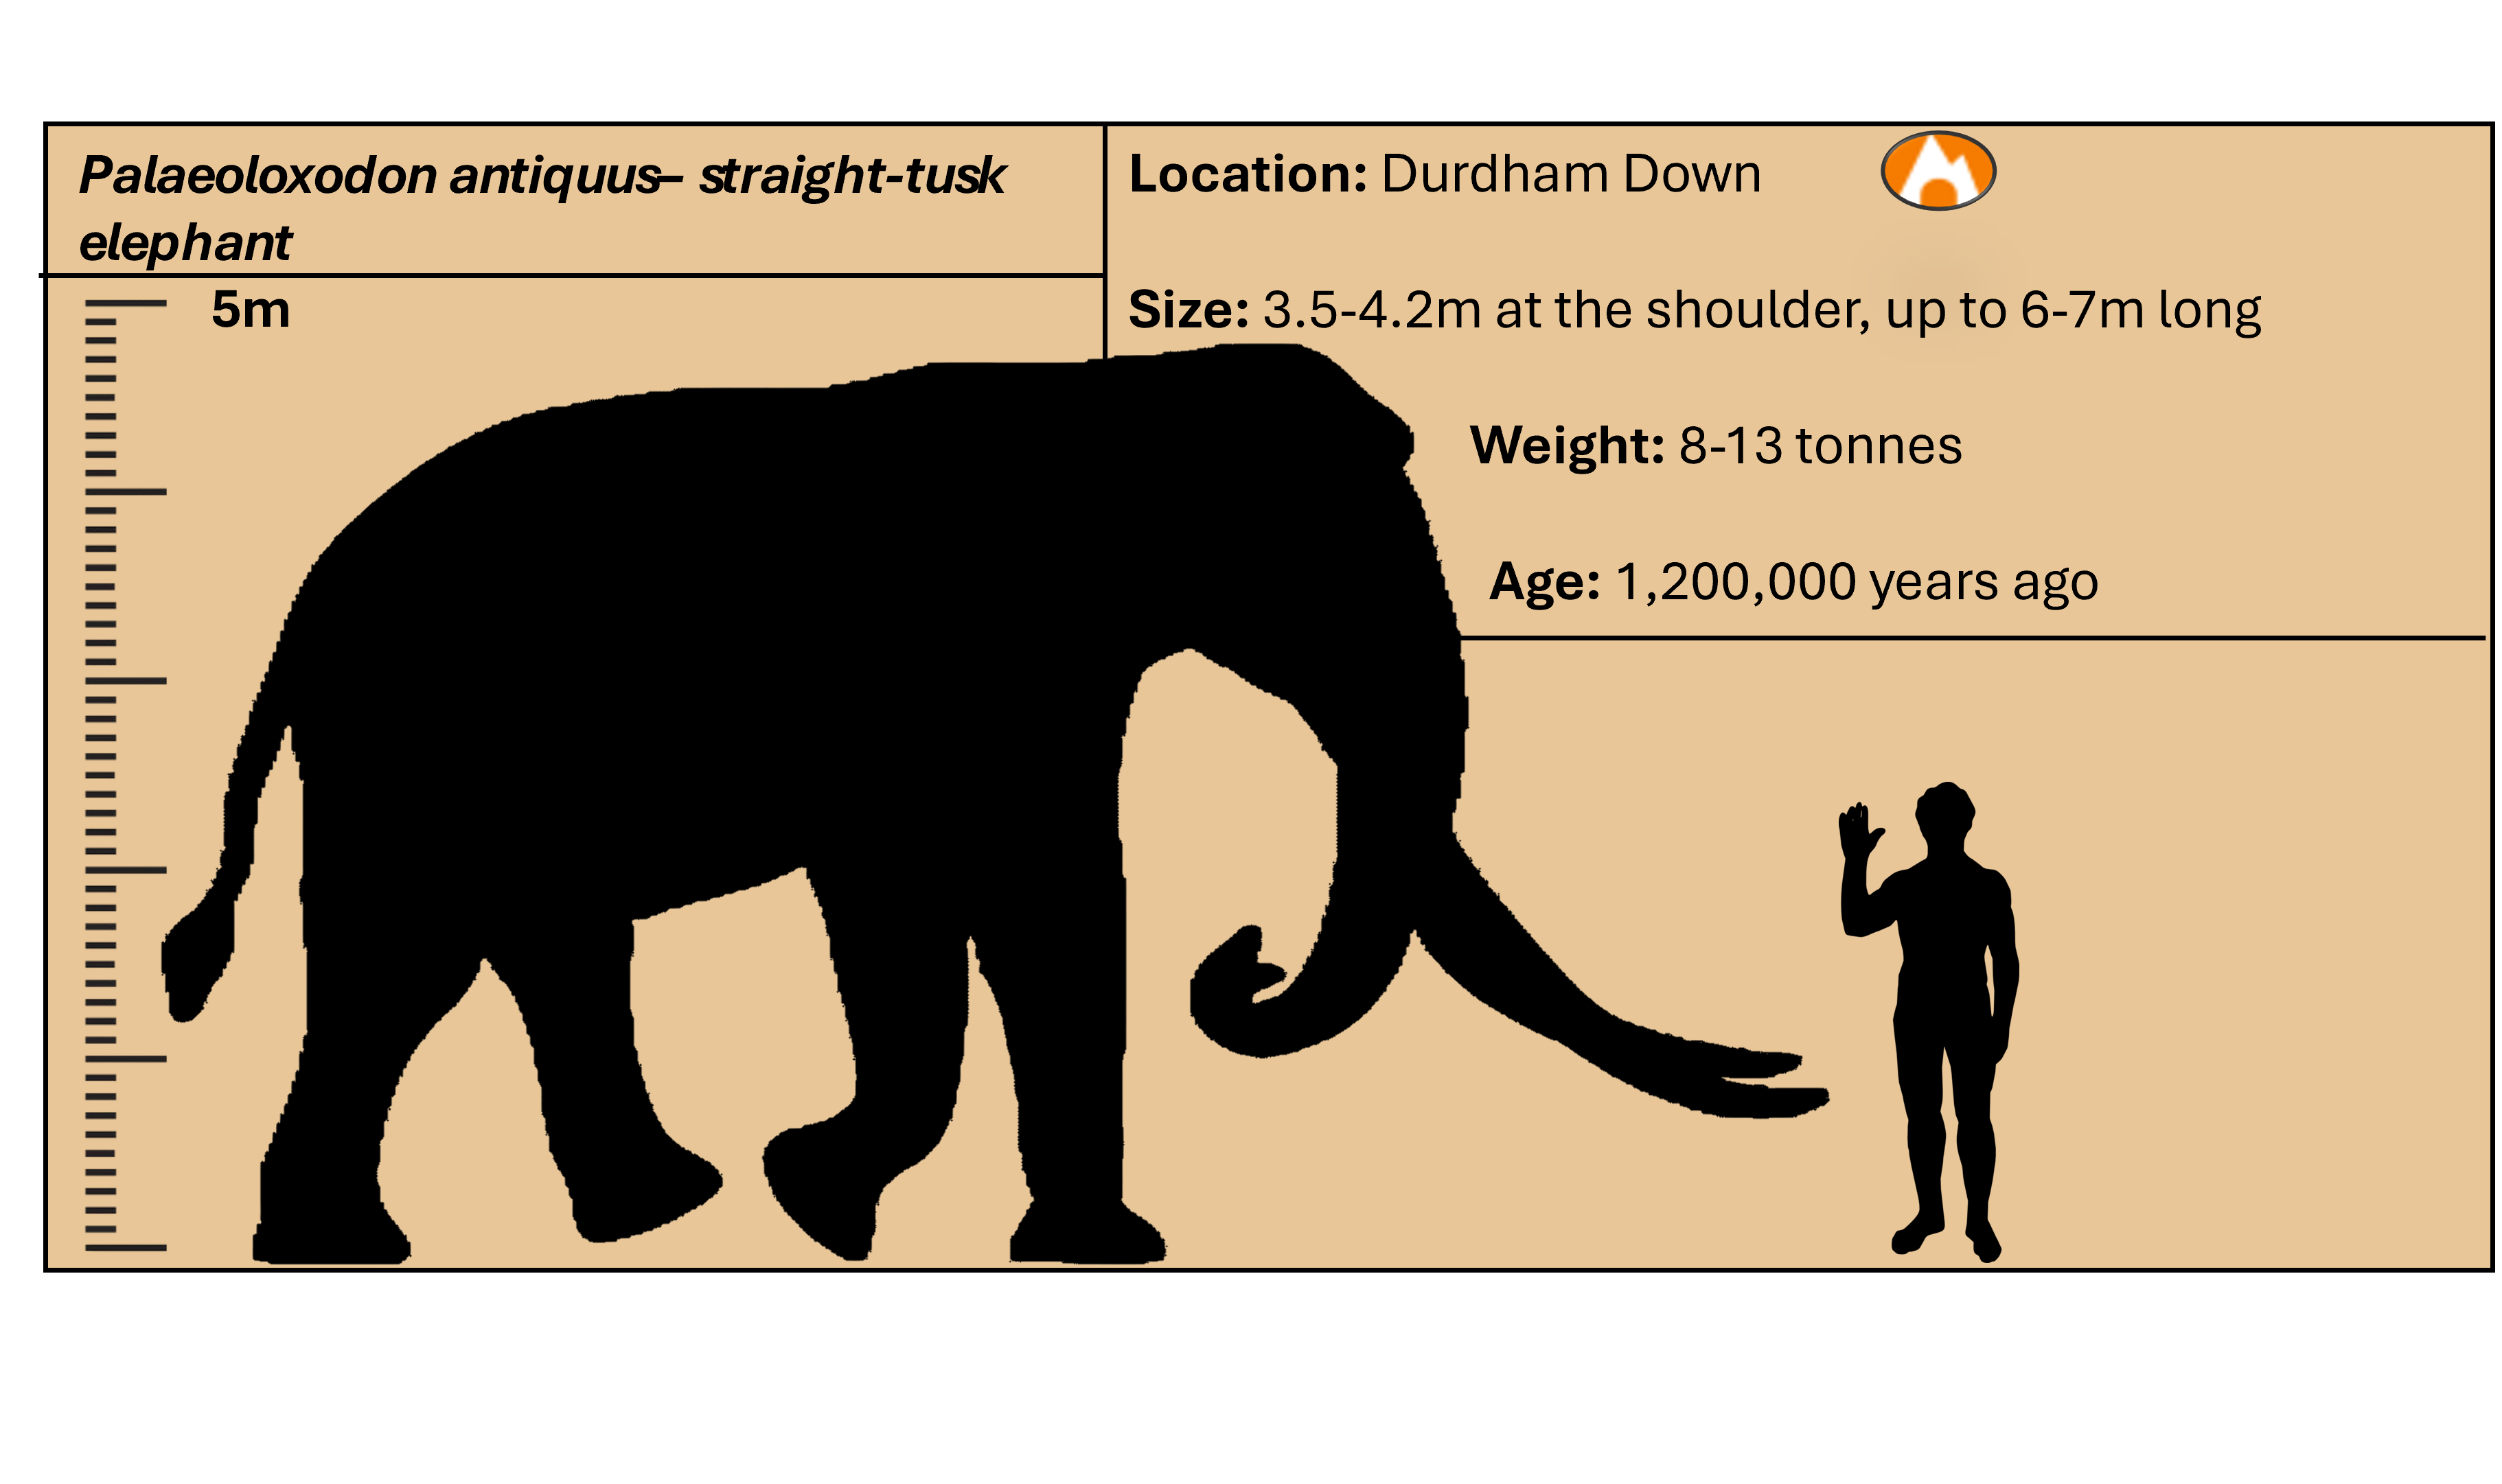 Palaeoloxodon antiquus– straight-tusk
elephant
5m
Location: Durdham Down
Size: 3.5-4.2m at the shoulder, up to 6-7m long
Weight: 8-13 tonnes
Age: 1,200,000 years ago